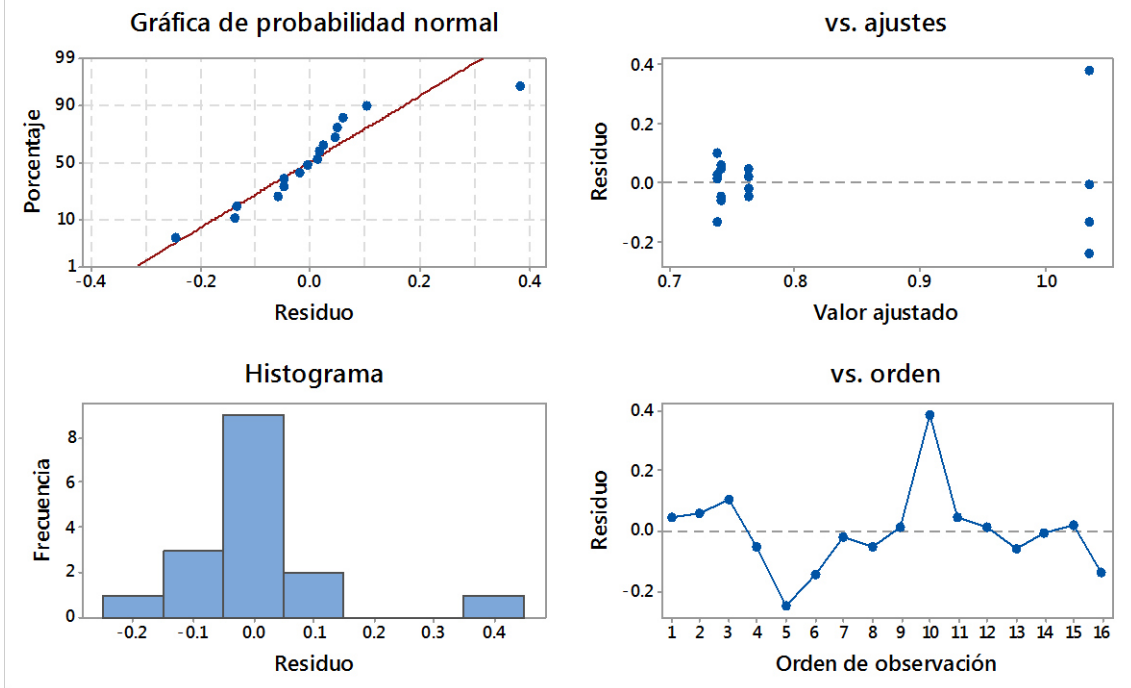 Gráfica de probabilidad normal
99
90
50
10
1
Porcentaje
-0.4 -0.2 0.0 0.2 0.4
Residuo
vs. ajustes
0.4
0.2
0.0
-0.2
Residuo
0.7 0.8 0.9 1.0
Valor ajustado
Histograma
8
6
4
2
0
Frecuencia
-0.2 -0.1 0.0 0.1 0.2 0.3 0.4
Residuo
vs. orden
0.4
0.2
0.0
-0.2
Residuo
1 2 3 4 5 6 7 8 9 10 11 12 13 14 15 16
Orden de observación